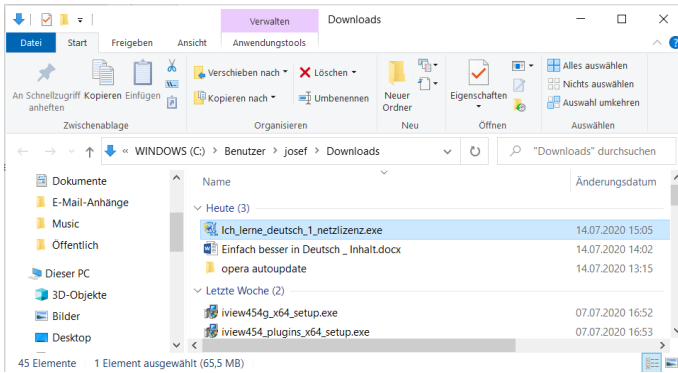 Verwalten Downloads
Datei Start Freigeben Ansicht Anwendungstools
An Schnellzugriff anheften Kopieren Einfügen
Verschieben nach Löschen
Kopieren nach Umbenennen
Neuer Ordner
Eigenschaften
Alles auswählen
Nichts auswählen
Auswahl umkehren
Zwischenablage Organisieren Neu Öffnen Auswählen
« WINDOWS (C:) > Benutzer > josef > Downloads
"Downloads" durchsuchen
Dokumente
E-Mail-Anhänge
Music
Öffentlich
Dieser PC
3D-Objekte
Bilder
Desktop
Name Änderungsdatum
Heute (3)
Ich_lerne_deutsch_1_netzlizenz.exe 14.07.2020 15:05
Einfach besser in Deutsch _ Inhalt.docx 14.07.2020 14:02
opera autoupdate 14.07.2020 13:15
Letzte Woche (2)
iview454g_x64_setup.exe 07.07.2020 16:52
iview454_plugins_x64_setup.exe 07.07.2020 16:53
45 Elemente 1 Element ausgewählt (65,5 MB)